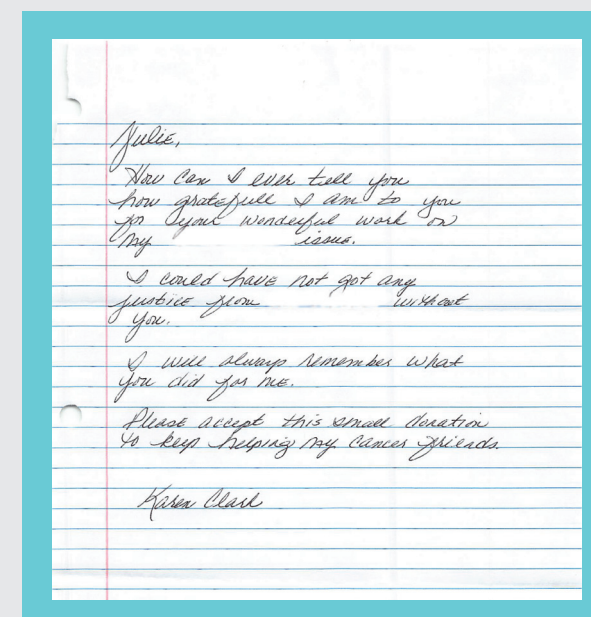 Julie,
How can I ever tell you
how gratefull I am to you
for your wonderful work on
my issue.
I could have not got any
justice from without
you.
I will always remember what
you did for me.
Please accept this small donation
to keep helping my cancer friends.
Karen Clark